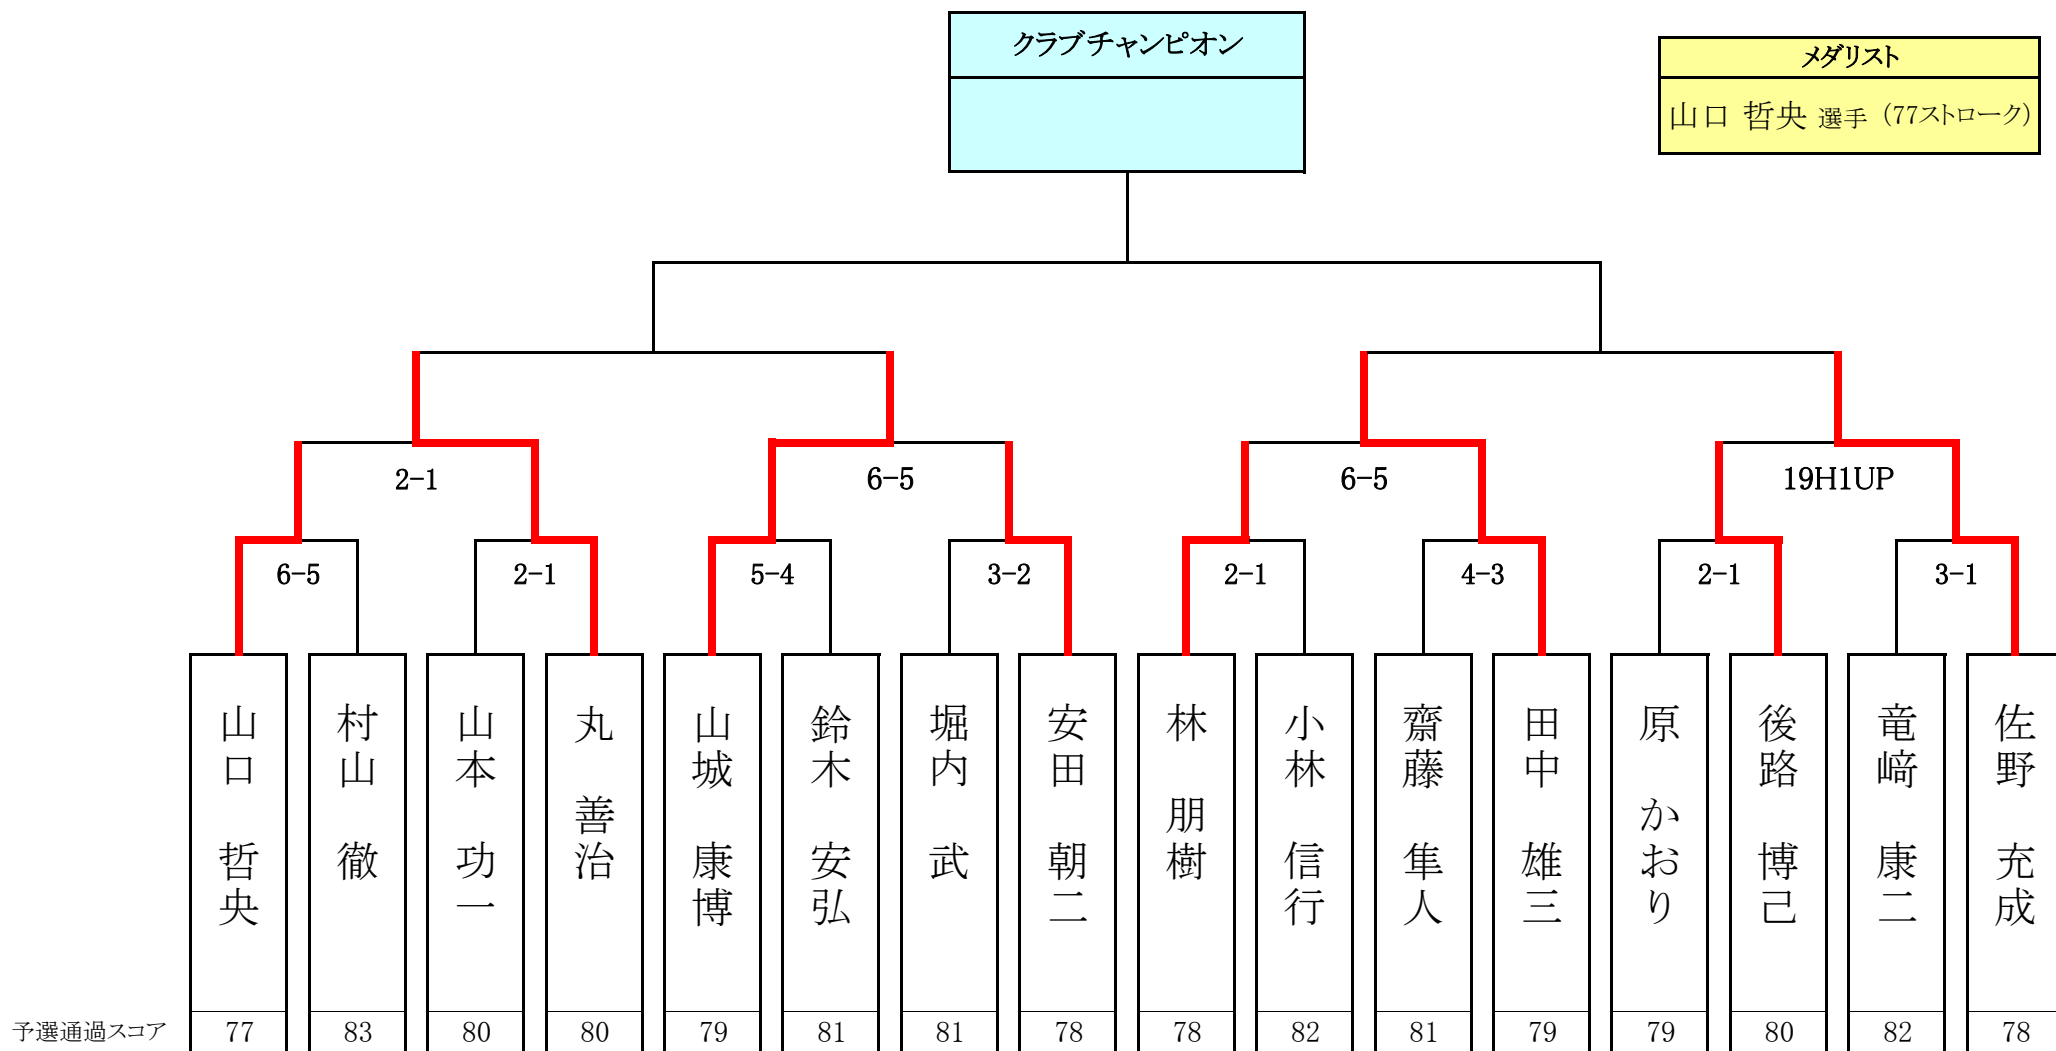 クラブチャンピオン
メダリスト
山口 哲央 選手 (77ストローク)
2-1
6-5
6-5
19H1UP
6-5
2-1
5-4
3-2
2-1
4-3
2-1
3-1
山口 哲央
村山 徹
山本 功一
丸 善治
山城 康博
鈴木 安弘
堀内 武
安田 朝二
林 朋樹
小林 信行
齋藤 隼人
田中 雄三
原 かおり
後路 博己
竜﨑 康二
佐野 充成
予選通過スコア 77 83 80 80 79 81 81 78 78 82 81 79 79 80 82 78